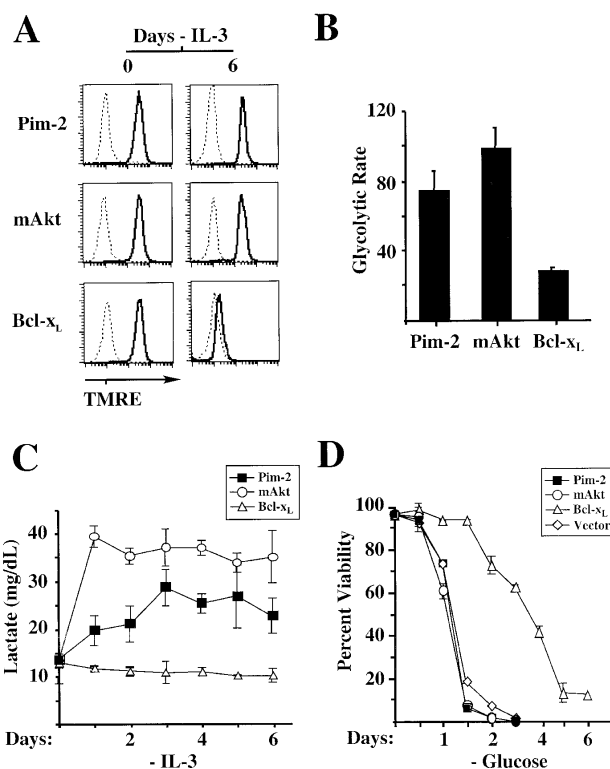 A
Days - IL-3
0 6
Pim-2
mAkt
Bcl-xL
TMRE
B
Glycolytic Rate
120
80
40
Pim-2 mAkt Bcl-xL
C
Pim-2
mAkt
Bcl-xL
Lactate (mg/dL)
40
30
20
10
Days: 2 4 6
- IL-3
D
Pim-2
mAkt
Bcl-xL
Vector
Percent Viability
100
80
60
40
20
Days: 1 2 4 6
- Glucose